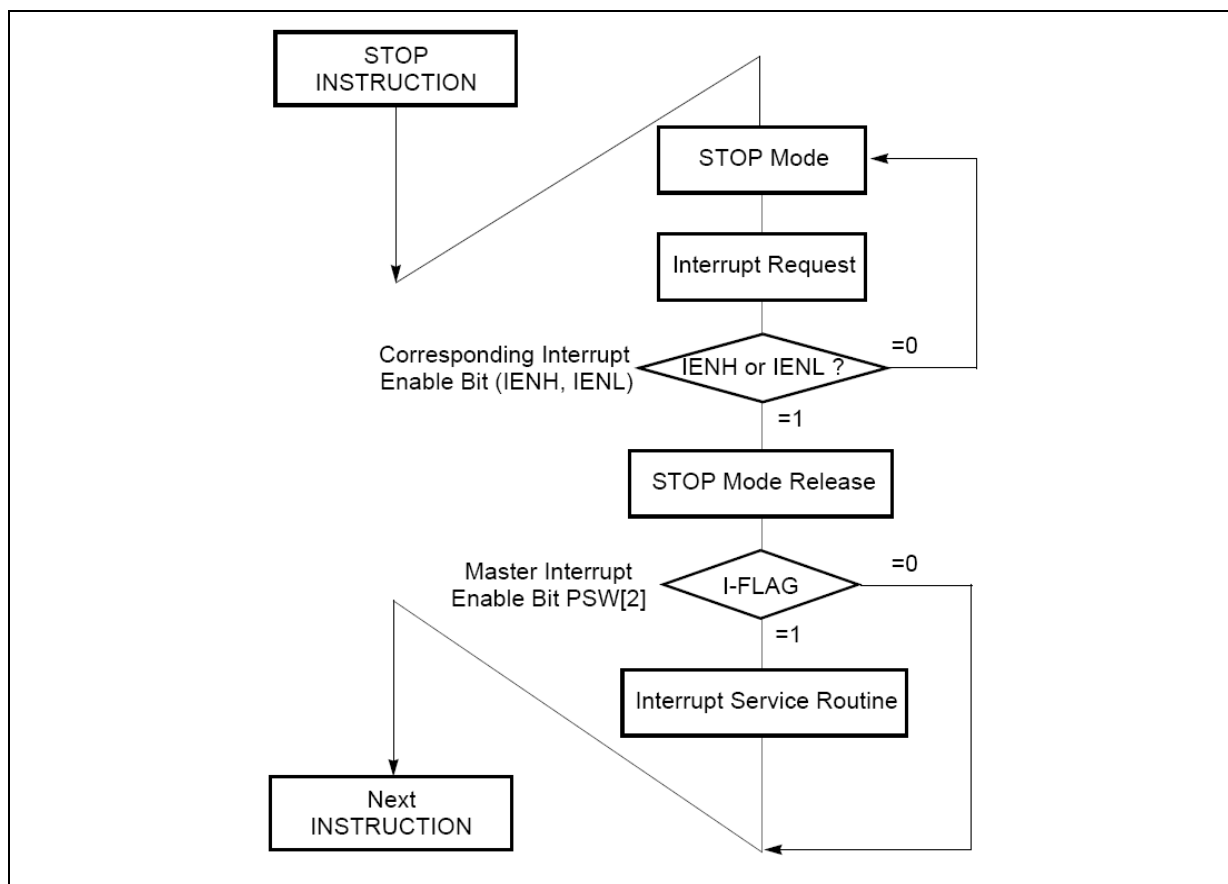 STOP
INSTRUCTION
STOP Mode
Interrupt Request
Corresponding Interrupt
Enable Bit (IENH, IENL)
IENH or IENL ?
=0
=1
STOP Mode Release
Master Interrupt
Enable Bit PSW[2]
I-FLAG
=0
=1
Interrupt Service Routine
Next
INSTRUCTION